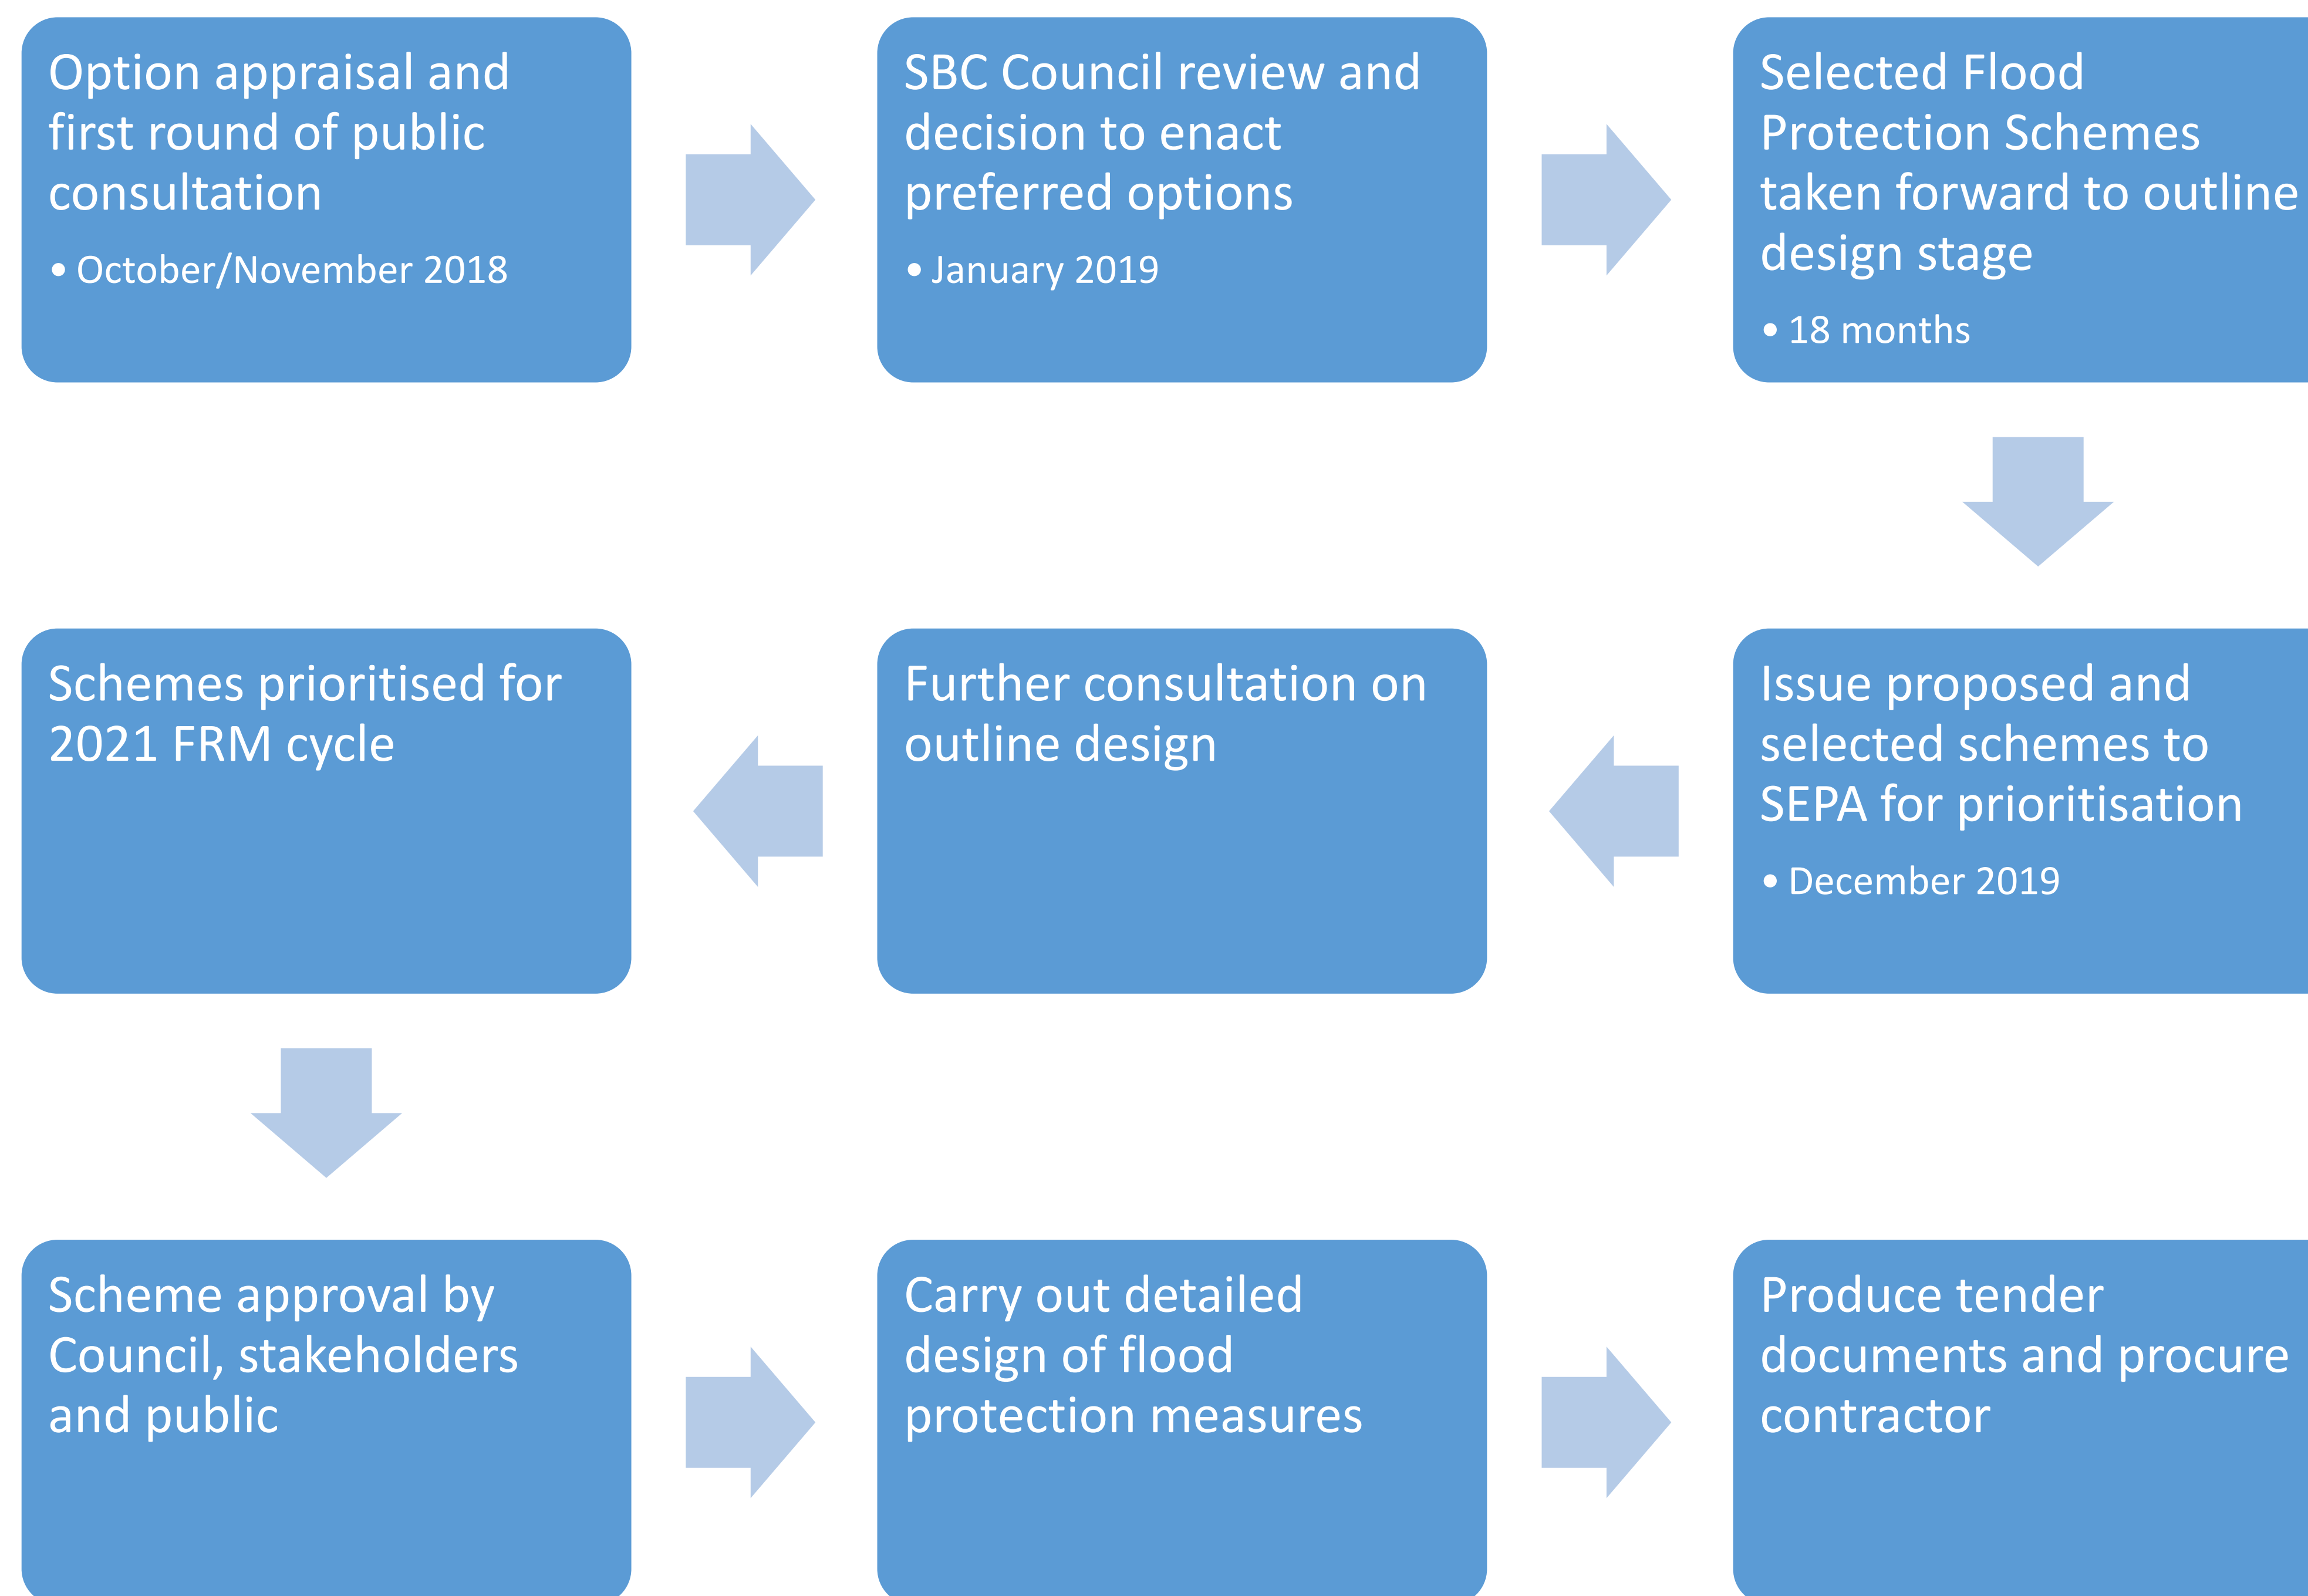 Option appraisal and
first round of public
consultation
• October/November 2018
SBC Council review and
decision to enact
preferred options
• January 2019
Selected Flood
Protection Schemes
taken forward to outline
design stage
• 18 months
Issue proposed and
selected schemes to
SEPA for prioritisation
• December 2019
Further consultation on
outline design
Schemes prioritised for
2021 FRM cycle
Scheme approval by
Council, stakeholders
and public
Carry out detailed
design of flood
protection measures
Produce tender
documents and procure
contractor